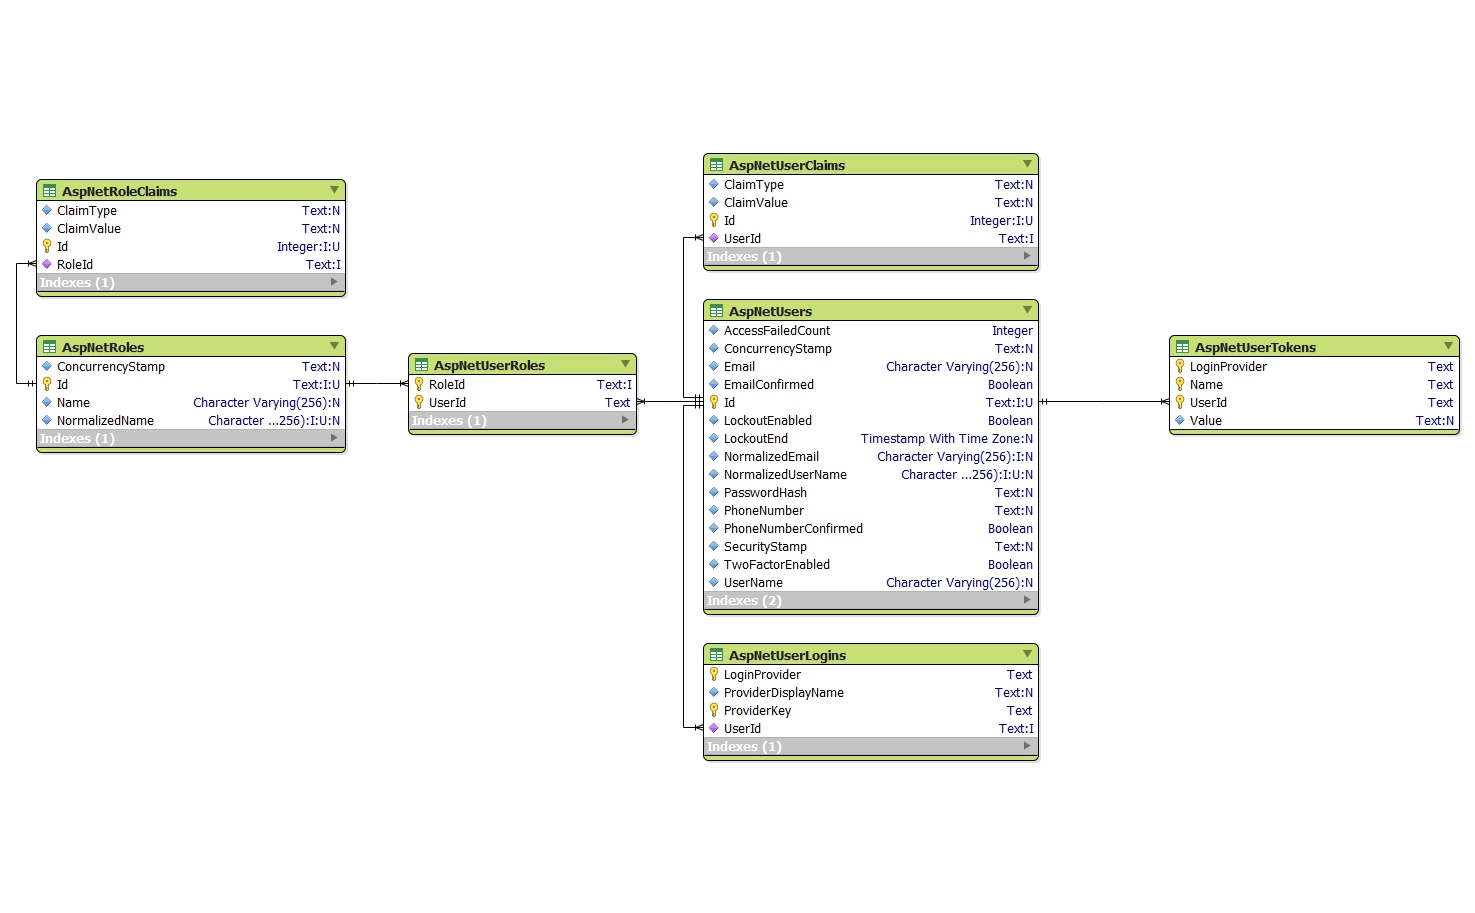 AspNetRoleClaims
ClaimType Text:N
ClaimValue Text:N
Id Integer:I:U
RoleId Text:I
Indexes (1)
AspNetRoles
ConcurrencyStamp Text:N
Id Text:I:U
Name Character Varying(256):N
NormalizedName Character ...256):I:U:N
Indexes (1)
AspNetUserRoles
RoleId Text:I
UserId Text
Indexes (1)
AspNetUserClaims
ClaimType Text:N
ClaimValue Text:N
Id Integer:I:U
UserId Text:I
Indexes (1)
AspNetUsers
AccessFailedCount Integer
ConcurrencyStamp Text:N
Email Character Varying(256):N
EmailConfirmed Boolean
Id Text:I:U
LockoutEnabled Boolean
LockoutEnd Timestamp With Time Zone:N
NormalizedEmail Character Varying(256):I:N
NormalizedUserName Character ...256):I:U:N
PasswordHash Text:N
PhoneNumber Text:N
PhoneNumberConfirmed Boolean
SecurityStamp Text:N
TwoFactorEnabled Boolean
UserName Character Varying(256):N
Indexes (2)
AspNetUserLogins
LoginProvider Text
ProviderDisplayName Text:N
ProviderKey Text
UserId Text:I
Indexes (1)
AspNetUserTokens
LoginProvider Text
Name Text
UserId Text
Value Text:N